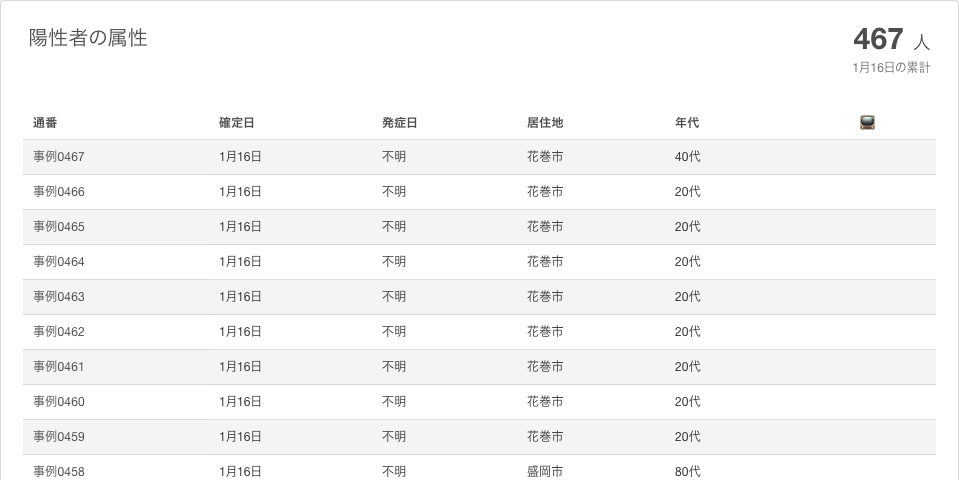 陽性者の属性
467 人
1月16日の累計
通番 確定日 発症日 居住地 年代
事例0467 1月16日 不明 花巻市 40代
事例0466 1月16日 不明 花巻市 20代
事例0465 1月16日 不明 花巻市 20代
事例0464 1月16日 不明 花巻市 20代
事例0463 1月16日 不明 花巻市 20代
事例0462 1月16日 不明 花巻市 20代
事例0461 1月16日 不明 花巻市 20代
事例0460 1月16日 不明 花巻市 20代
事例0459 1月16日 不明 花巻市 20代
事例0458 1月16日 不明 盛岡市 80代